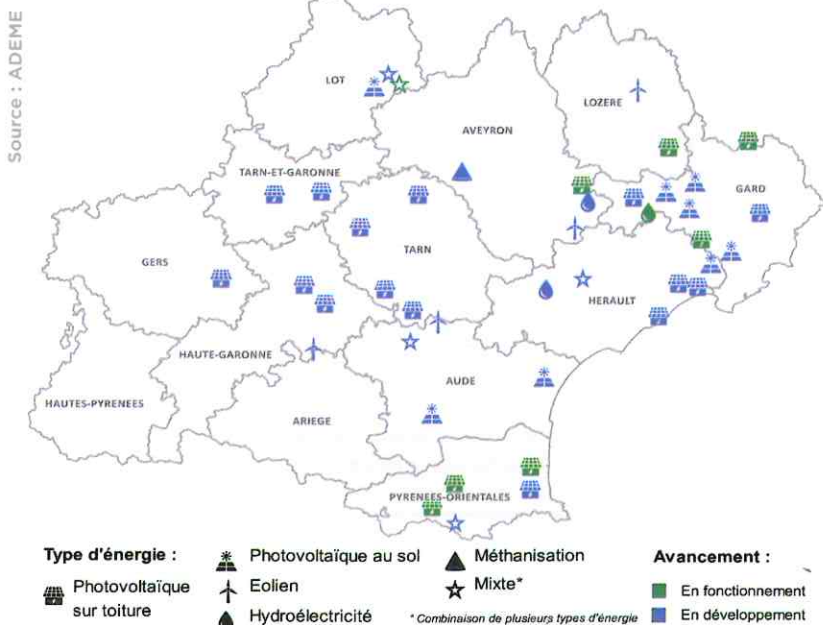 Source : ADEME
LOT
LOZERE
AVEYRON
TARN-ET-GARONNE
GARD
GERS
TARN
HERAULT
HAUTE-GARONNE
HAUTES-PYRENEES
AUDE
ARIEGE
PYRENEES-ORIENTALES
Type d'énergie :
Photovoltaïque sur toiture
Photovoltaïque au sol
Eolien
Hydroélectricité
Méthanisation
Mixte*
* Combinaison de plusieurs types d'énergie
Avancement :
En fonctionnement
En développement